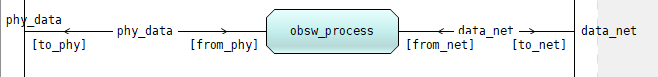 phy_data
phy_data
obsw_process
data_net
data_net
[to_phy]
[from_phy]
[from_net]
[to_net]